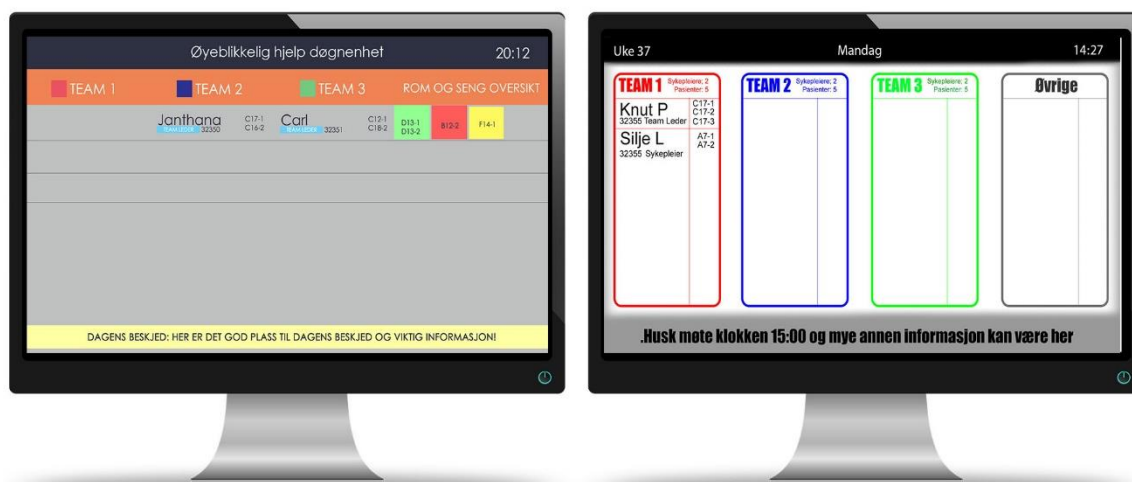 Øyeblikkelig hjelp døgnenhet 20:12
TEAM 1 TEAM 2 TEAM 3 ROM OG SENG OVERSIKT
Janthana C17-1 Carl C12-1 D13-1 B12-2 F14-1
TEAM LEDER 32350 C16-2 TEAM LEDER 32351 C18-2 D13-2
DAGENS BESKJED: HER ER DET GOD PLASS TIL DAGENS BESKJED OG VIKTIG INFORMASJON!
Uke 37 Mandag 14:27
TEAM 1 Sykepleiere; 2
Pasienter: 5
Knut P C17-1
C17-2
32355 Team Leder C17-3
Silje L A7-1
A7-2
32355 Sykepleier
TEAM 2 Sykepleiere; 2
Pasienter: 5
TEAM 3 Sykepleiere; 2
Pasienter: 5
Øvrige
.Husk møte klokken 15:00 og mye annen informasjon kan være her